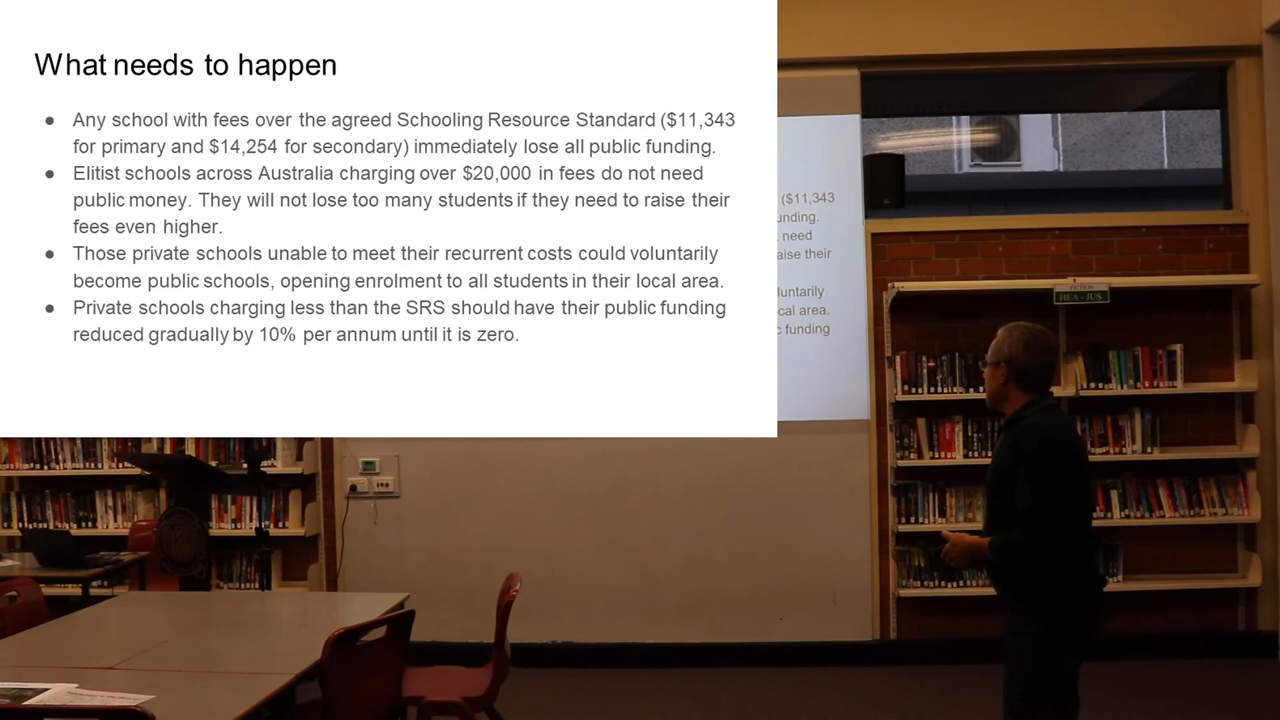 What needs to happen
● Any school with fees over the agreed Schooling Resource Standard ($11,343
for primary and $14,254 for secondary) immediately lose all public funding.
● Elitist schools across Australia charging over $20,000 in fees do not need
public money. They will not lose too many students if they need to raise their
fees even higher.
● Those private schools unable to meet their recurrent costs could voluntarily
become public schools, opening enrolment to all students in their local area.
● Private schools charging less than the SRS should have their public funding
reduced gradually by 10% per annum until it is zero.
($11,343
unding.
need
aise their
luntarily
cal area.
c funding
FICTION
HEA - JUS